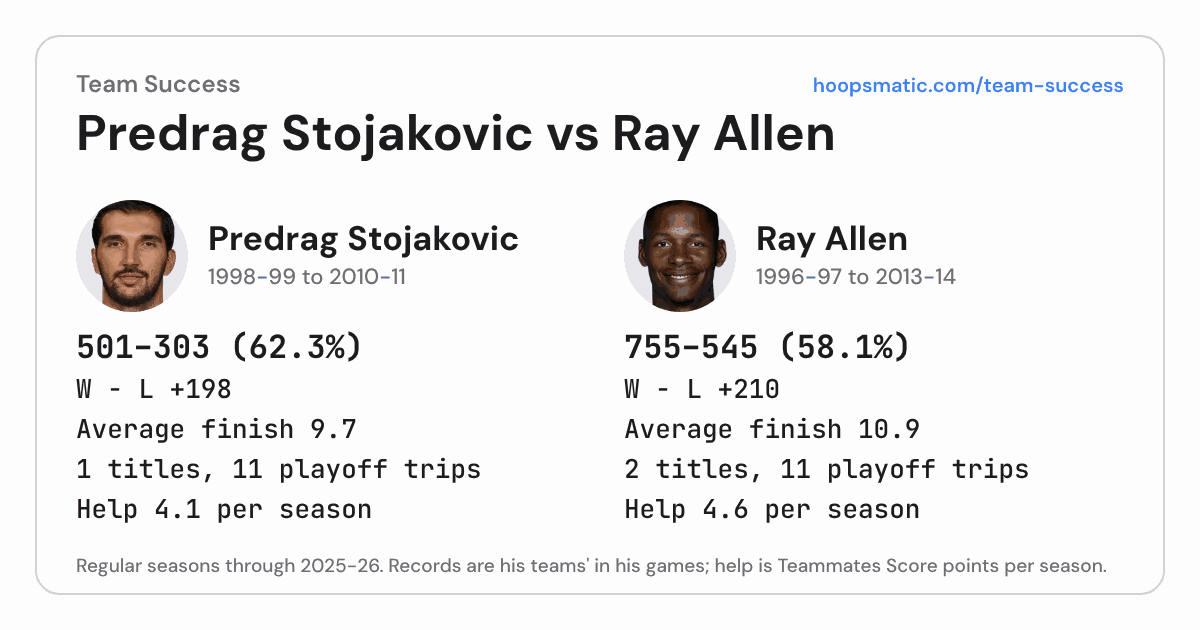 Team Success
hoopsmatic.com/team-success
Predrag Stojakovic vs Ray Allen
Predrag Stojakovic
1998-99 to 2010-11
501-303 (62.3%)
W - L +198
Average finish 9.7
1 titles, 11 playoff trips
Help 4.1 per season
Ray Allen
1996-97 to 2013-14
755-545 (58.1%)
W - L +210
Average finish 10.9
2 titles, 11 playoff trips
Help 4.6 per season
Regular seasons through 2025-26. Records are his teams' in his games; help is Teammates Score points per season.